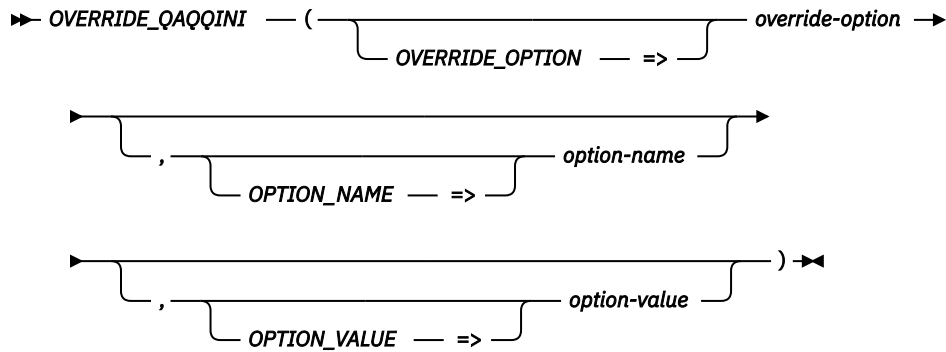 OVERRIDE_QAQQINI ( override-option
OVERRIDE_OPTION =>
, option-name
OPTION_NAME =>
, option-value )
OPTION_VALUE =>